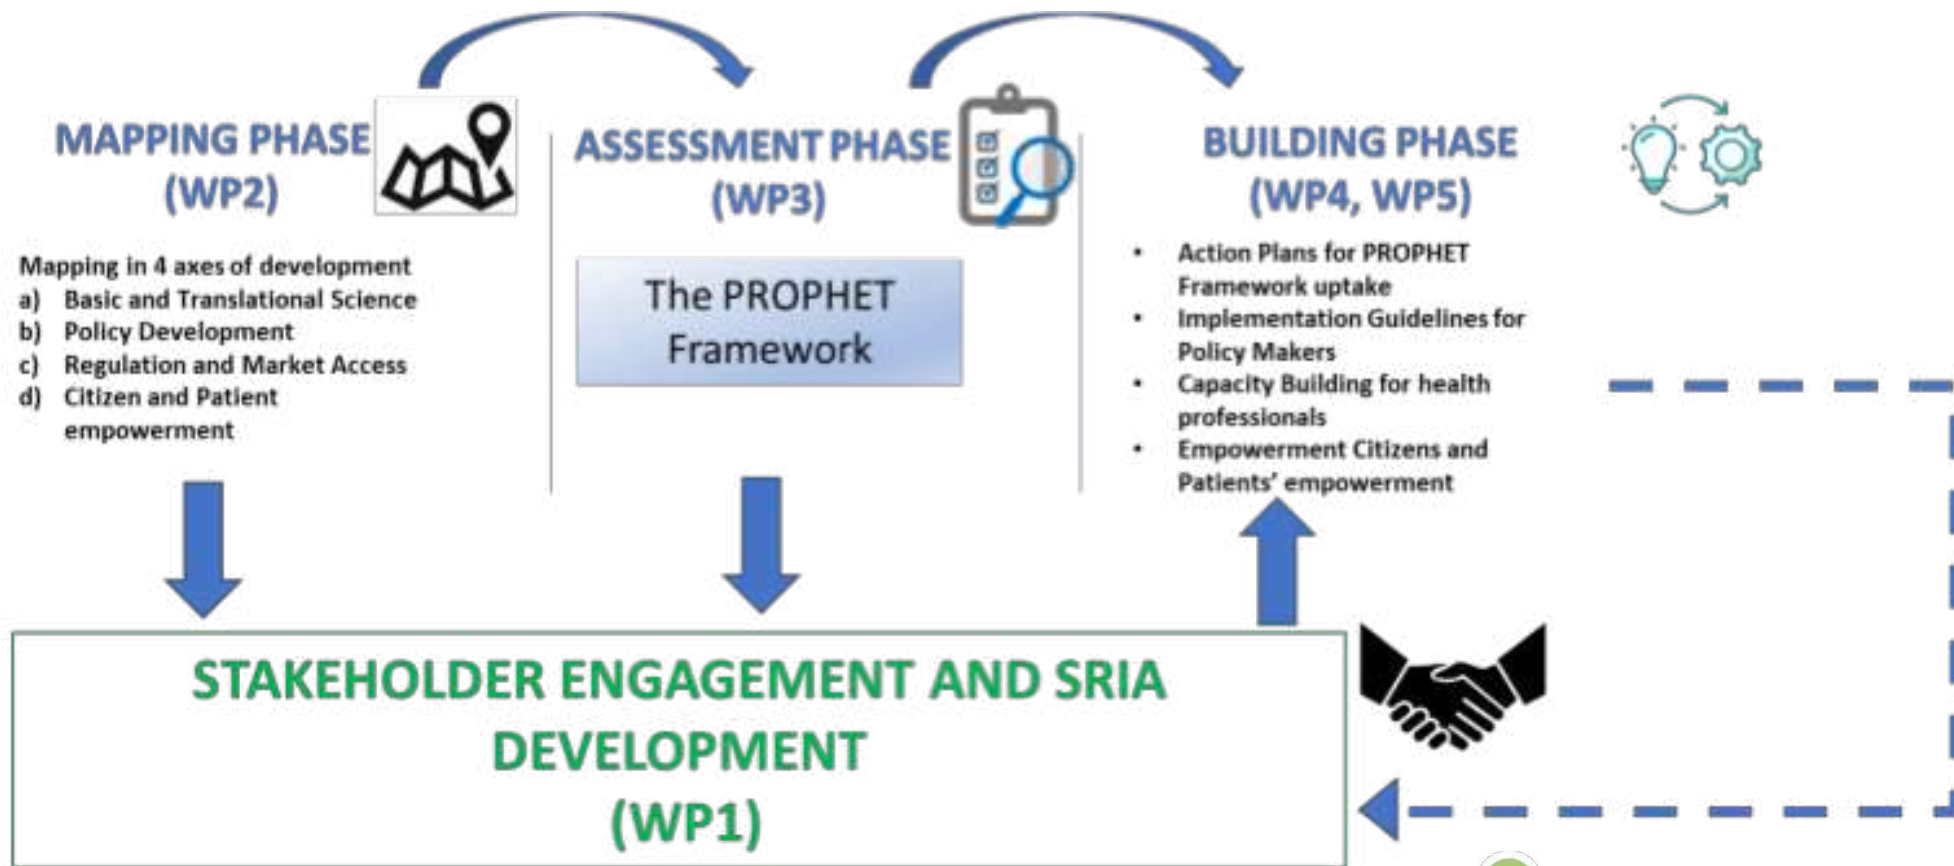 MAPPING PHASE
(WP2)
Mapping in 4 axes of development
a) Basic and Translational Science
b) Policy Development
c) Regulation and Market Access
d) Citizen and Patient
empowerment
ASSESSMENT PHASE
(WP3)
The PROPHET
Framework
BUILDING PHASE
(WP4, WP5)
• Action Plans for PROPHET
Framework uptake
• Implementation Guidelines for
Policy Makers
• Capacity Building for health
professionals
• Empowerment Citizens and
Patients’ empowerment
STAKEHOLDER ENGAGEMENT AND SRIA
DEVELOPMENT
(WP1)